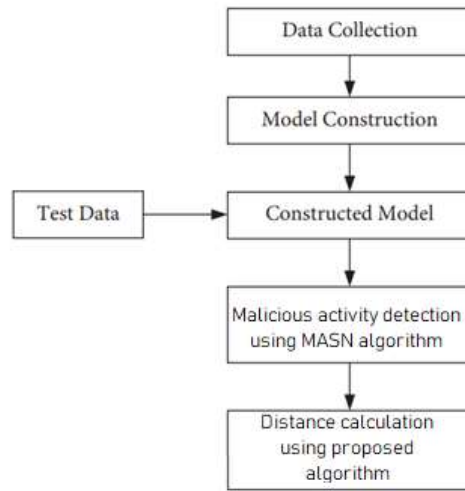 Data Collection
Model Construction
Test Data
Constructed Model
Malicious activity detection
using MASN algorithm
Distance calculation
using proposed
algorithm